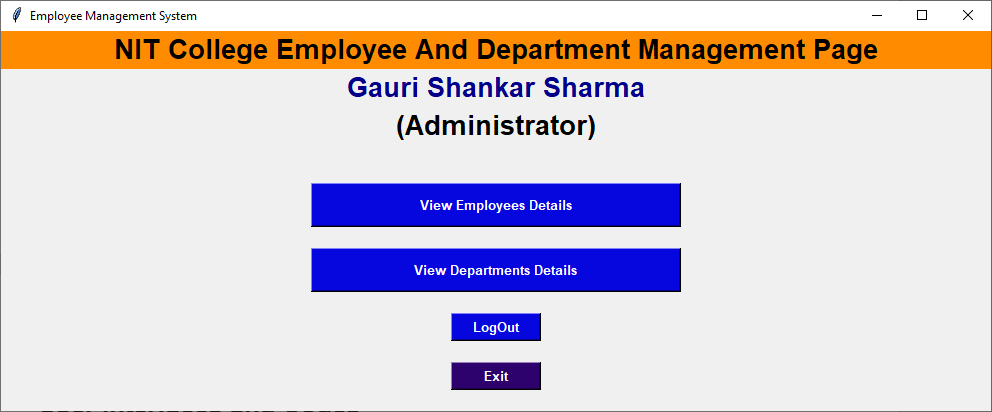 Employee Management System
NIT College Employee And Department Management Page
Gauri Shankar Sharma
(Administrator)
View Employees Details
View Departments Details
LogOut
Exit